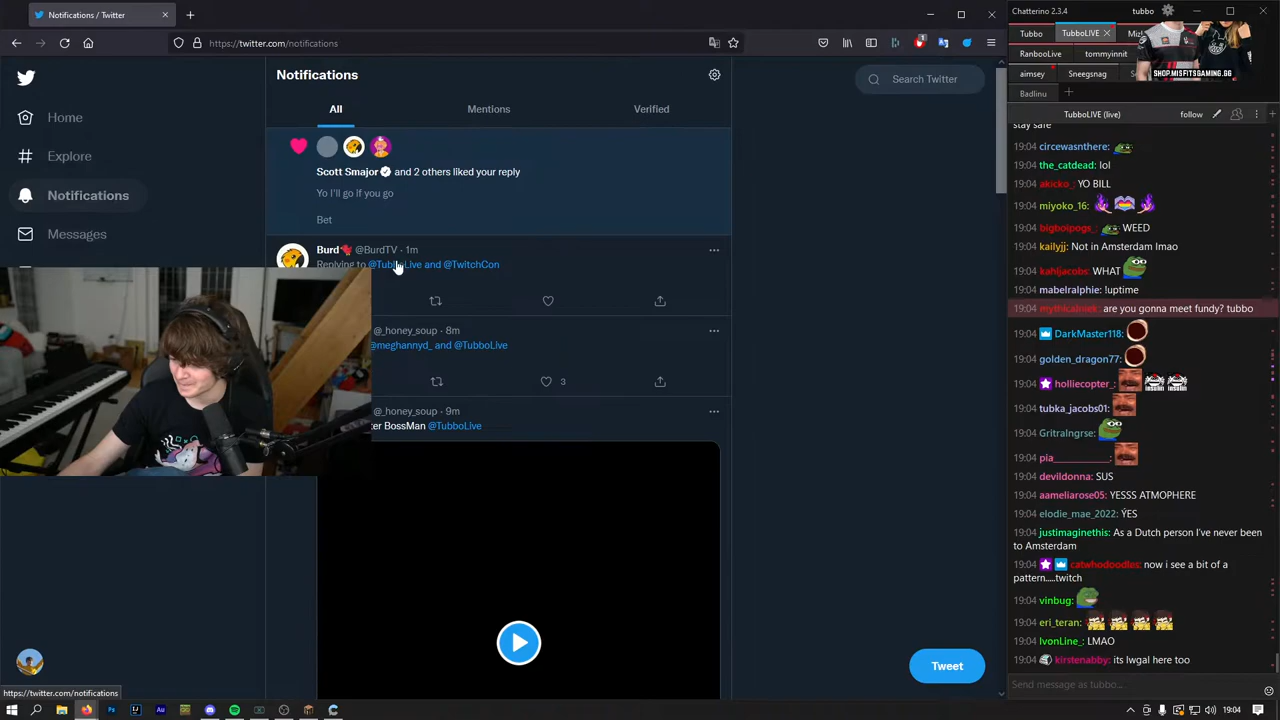 Notifications / Twitter
https://twitter.com/notifications
Home
Explore
Notifications
Messages
Notifications
Search Twitter
All
Mentions
Verified
Scott Smajor and 2 others liked your reply
Yo I'll go if you go
Bet
Burd @BurdTV · 1m
Replying to @TubboLive and @TwitchCon
@_honey_soup · 8m
@meghannyd_ and @TubboLive
3
@_honey_soup · 9m
er BossMan @TubboLive
Tweet
https://twitter.com/notifications
Chatterino 2.3.4
tubbo
Tubbo
TubboLIVE
RanbooLive
tommyinnit
aimsey
Sneegsnag
Badlinu
SHOP.MISFITSGAMING.GG
TubboLIVE (live)
follow
stay safe
19:04 circewasnthere:
19:04 the_catdead: lol
19:04 akicko_: YO BILL
19:04 miyoko_16:
19:04 bigboipogs_: WEED
19:04 kailyjj: Not in Amsterdam lmao
19:04 kahljacobs: WHAT
19:04 mabelralphie: !uptime
19:04 mythicalniek: are you gonna meet fundy? tubbo
19:04 DarkMaster118:
19:04 golden_dragon77:
19:04 holliecopter_:
19:04 tubka_jacobs01:
19:04 GritraIngrse:
19:04 pia__________:
19:04 devildonna: SUS
19:04 aameliarose05: YESSS ATMOPHERE
19:04 elodie_mae_2022: ÝES
19:04 justimaginethis: As a Dutch person I've never been
to Amsterdam
19:04 catwhodoodles: now i see a bit of a
pattern.....twitch
19:04 vinbug:
19:04 eri_teran:
19:04 IvonLine_: LMAO
19:04 kirstenabby: its lwgal here too
Send message as tubbo...
19:04